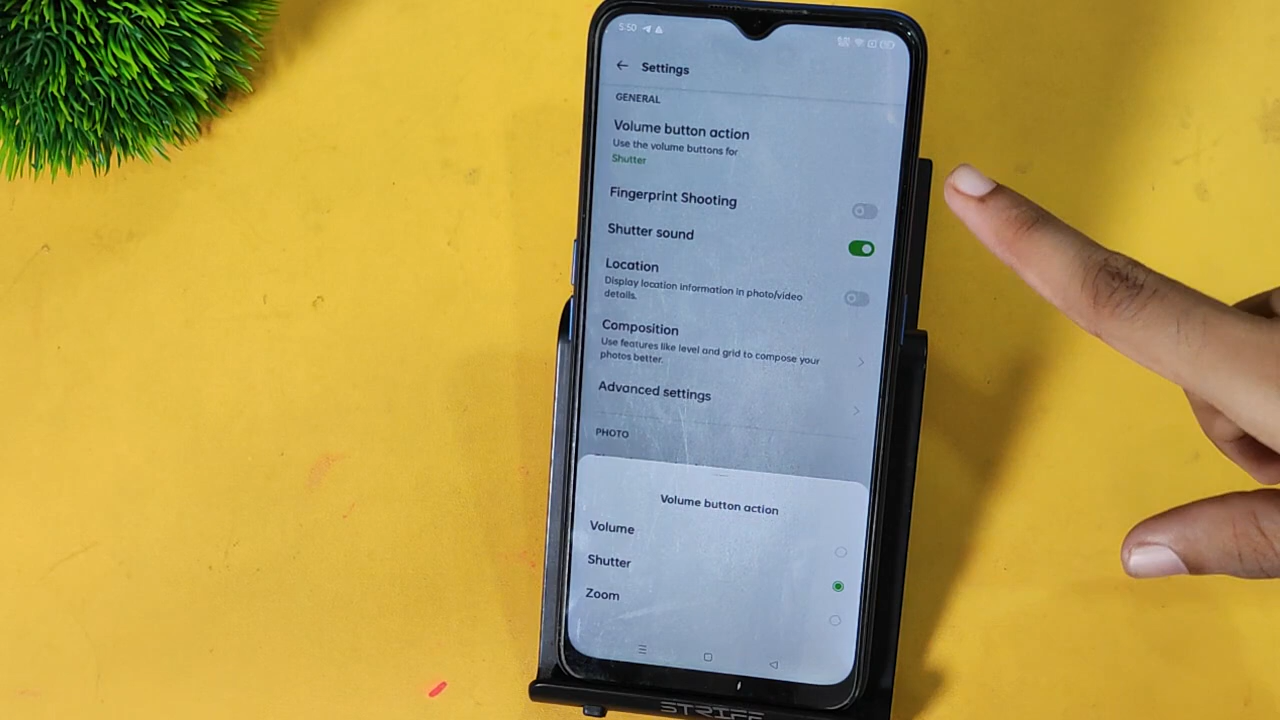 5:50
Settings
GENERAL
Volume button action
Use the volume buttons for
Shutter
Fingerprint Shooting
Shutter sound
Location
Display location information in photo/video
details.
Composition
Use features like level and grid to compose your
photos better.
Advanced settings
PHOTO
Volume button action
Volume
Shutter
Zoom